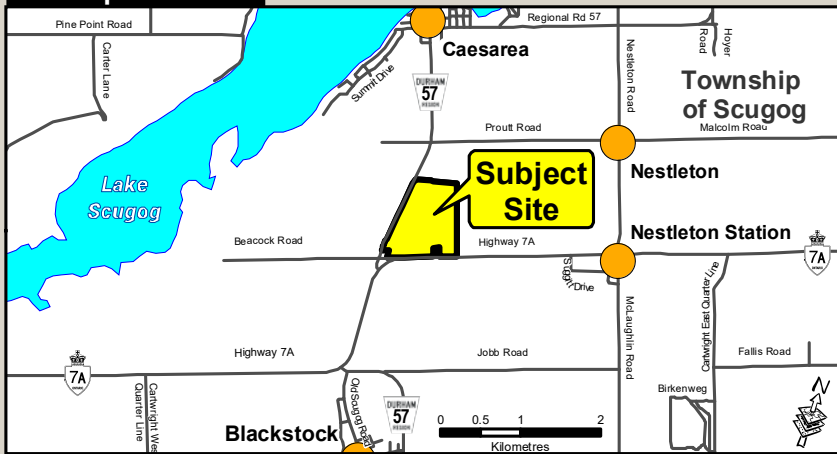 Pine Point Road
Carter Lane
Summit Drive
Caesarea
Regional Rd 57
Nestleton Road
Hoyer
Road
DURHAM
57
REGION
Township
of Scugog
Proutt Road
Malcolm Road
Nestleton
Subject
Site
Lake
Scugog
Beacock Road
Highway 7A
Nestleton Station
7A
ONTARIO
Drive
McLaughlin Road
Cartwright East Quarter Line
Highway 7A
Jobb Road
Fallis Road
7A
ONTARIO
Cartwright Wes
Quarter Line
Old Scugog Road
DURHAM
57
REGION
Birkenweg
Blackstock
0 0.5 1 2
Kilometres
N